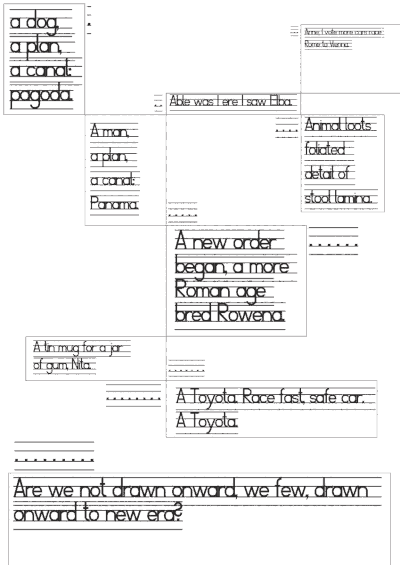 a dog,
a plan,
a canal:
pagoda.
Anne, I vote more cars race
Rome to Vienna.
Able was I ere I saw Elba.
A man,
a plan,
a canal:
Panama.
Animal loots
foliated
detail of
stool lamina.
A new order
began, a more
Roman age
bred Rowena.
A tin mug for a jar
of gum, Nita.
A Toyota. Race fast, safe car.
A Toyota.
Are we not drawn onward, we few, drawn
onward to new era?